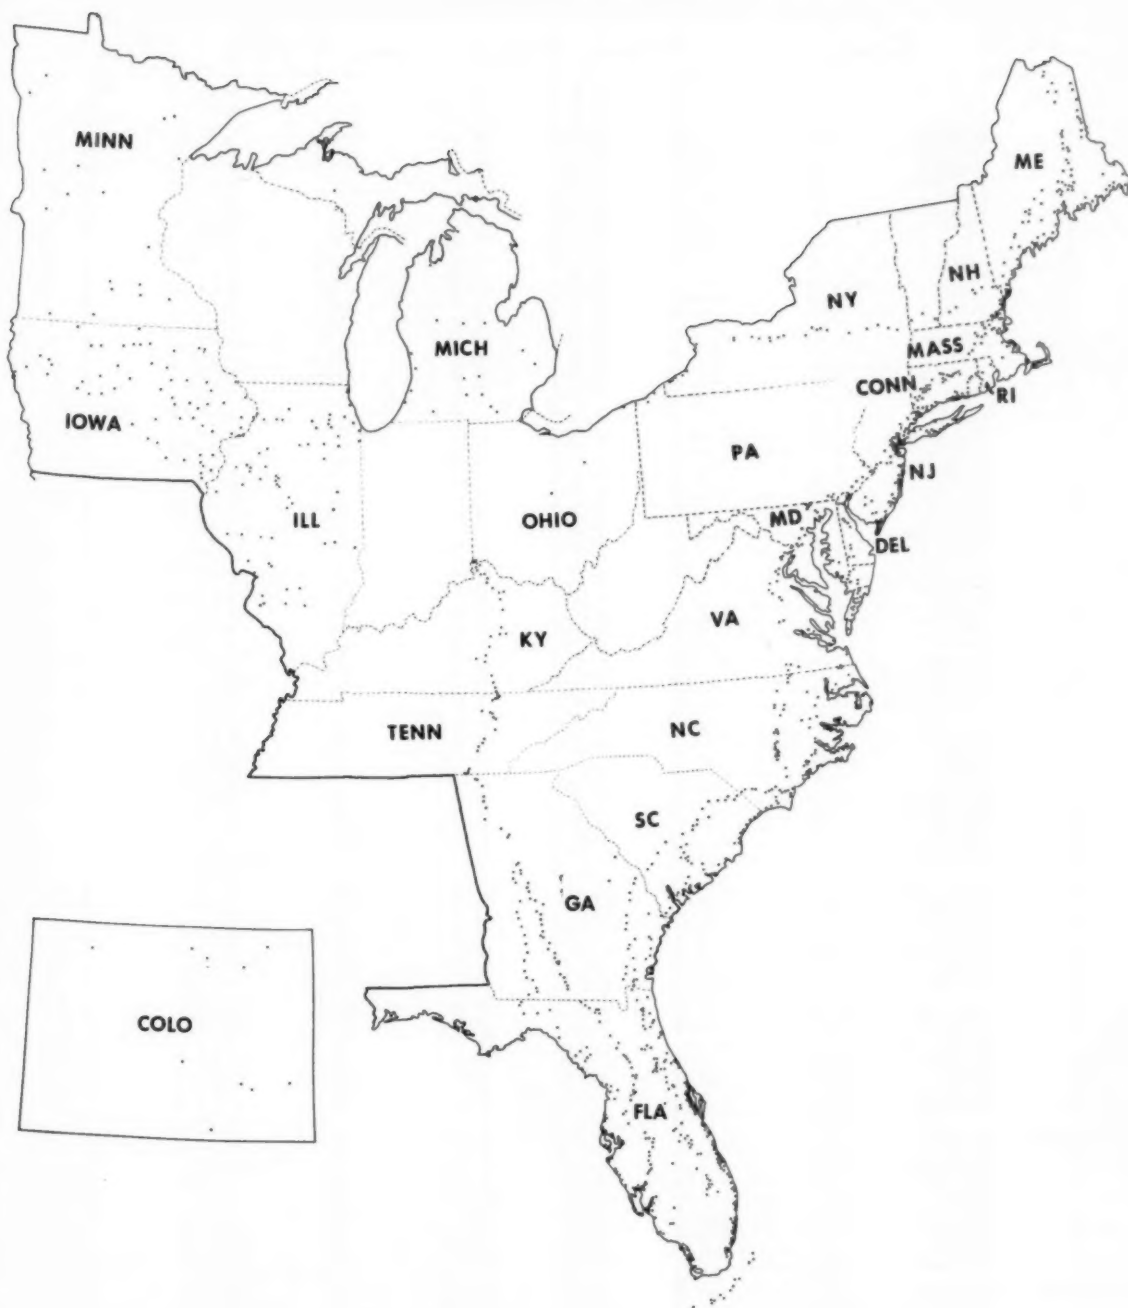 MINN
ME
NH
NY
MASS
MICH
CONN
RI
IOWA
PA
NJ
ILL
OHIO
MD
DEL
VA
KY
TENN
NC
SC
GA
COLO
FLA